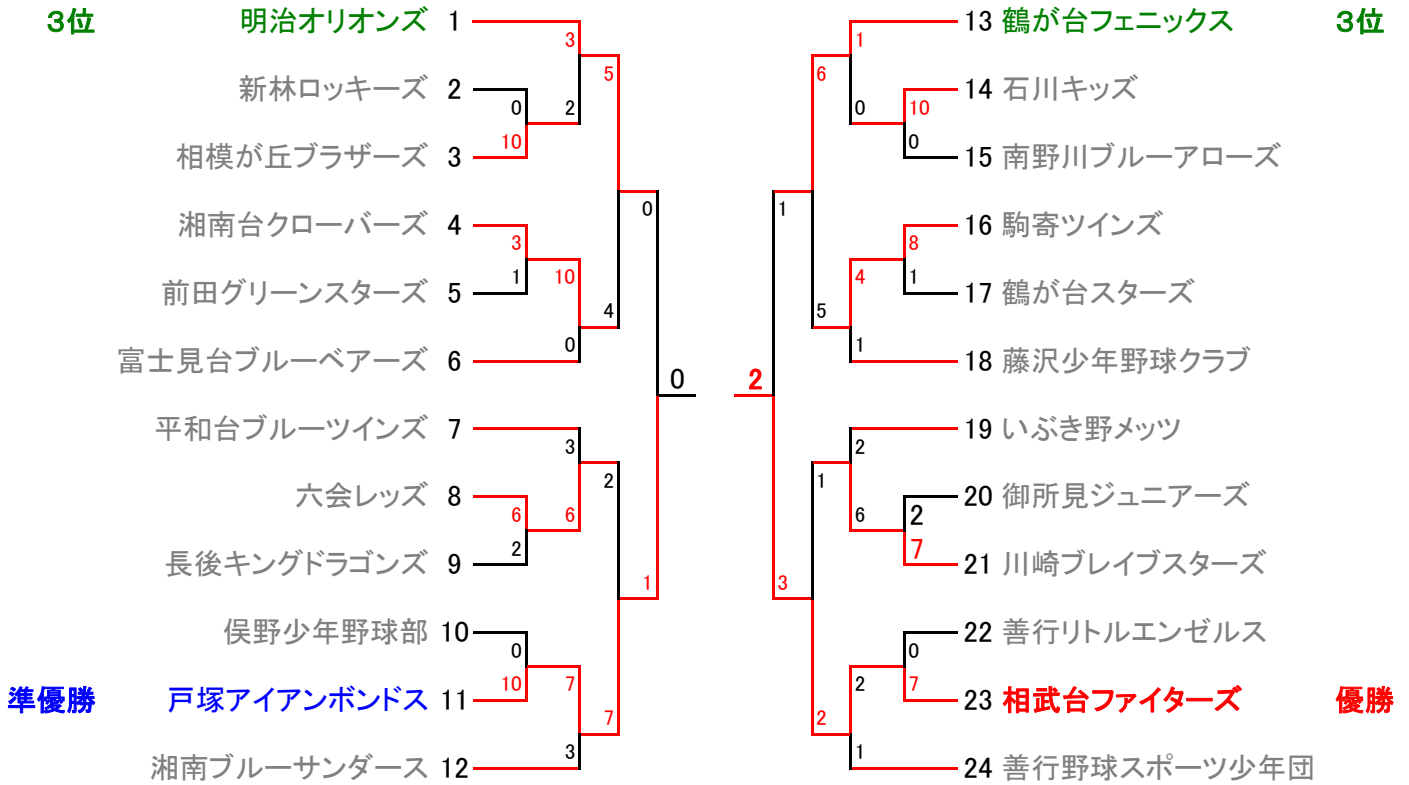 3位 明治オリオンズ 1
3
5
新林ロッキーズ 2
0
2
10
相模が丘ブラザーズ 3
0
湘南台クローバーズ 4
3
1
10
前田グリーンスターズ 5
4
0
富士見台ブルーベアーズ 6
0
平和台ブルーツインズ 7
3
2
六会レッズ 8
6
6
2
長後キングドラゴンズ 9
1
俣野少年野球部 10
0
10
7
準優勝 戸塚アイアンボンドス 11
7
3
湘南ブルーサンダース 12
13 鶴が台フェニックス 3位
1
6
14 石川キッズ
10
0
0
15 南野川ブルーアローズ
1
16 駒寄ツインズ
8
4
1
17 鶴が台スターズ
5
1
18 藤沢少年野球クラブ
2
19 いぶき野メッツ
2
1
20 御所見ジュニアーズ
2
6
7
21 川崎ブレイブスターズ
3
22 善行リトルエンゼルス
0
2
7
23 相武台ファイターズ 優勝
2
1
24 善行野球スポーツ少年団